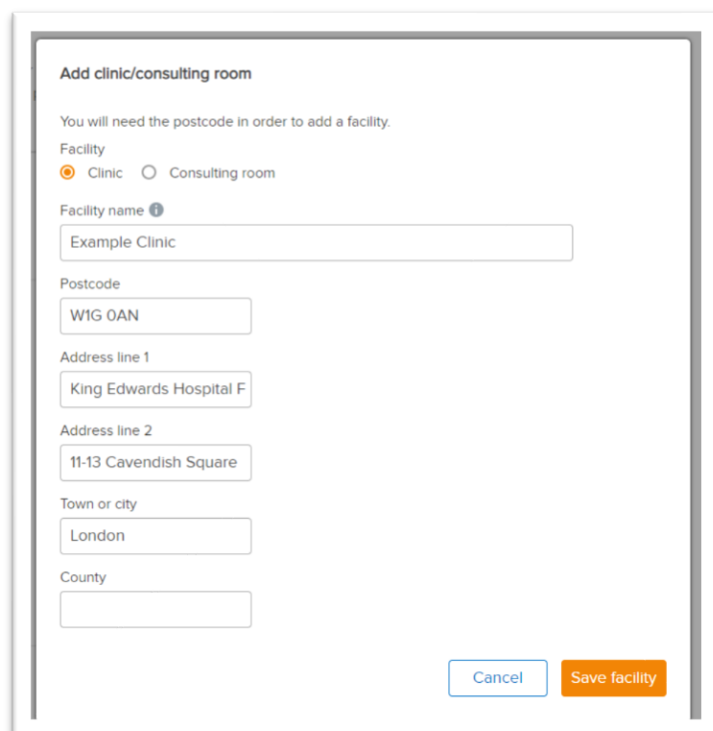 Add clinic/consulting room
You will need the postcode in order to add a facility.
Facility
Clinic Consulting room
Facility name
Example Clinic
Postcode
W1G 0AN
Address line 1
King Edwards Hospital F
Address line 2
11-13 Cavendish Square
Town or city
London
County
Cancel Save facility